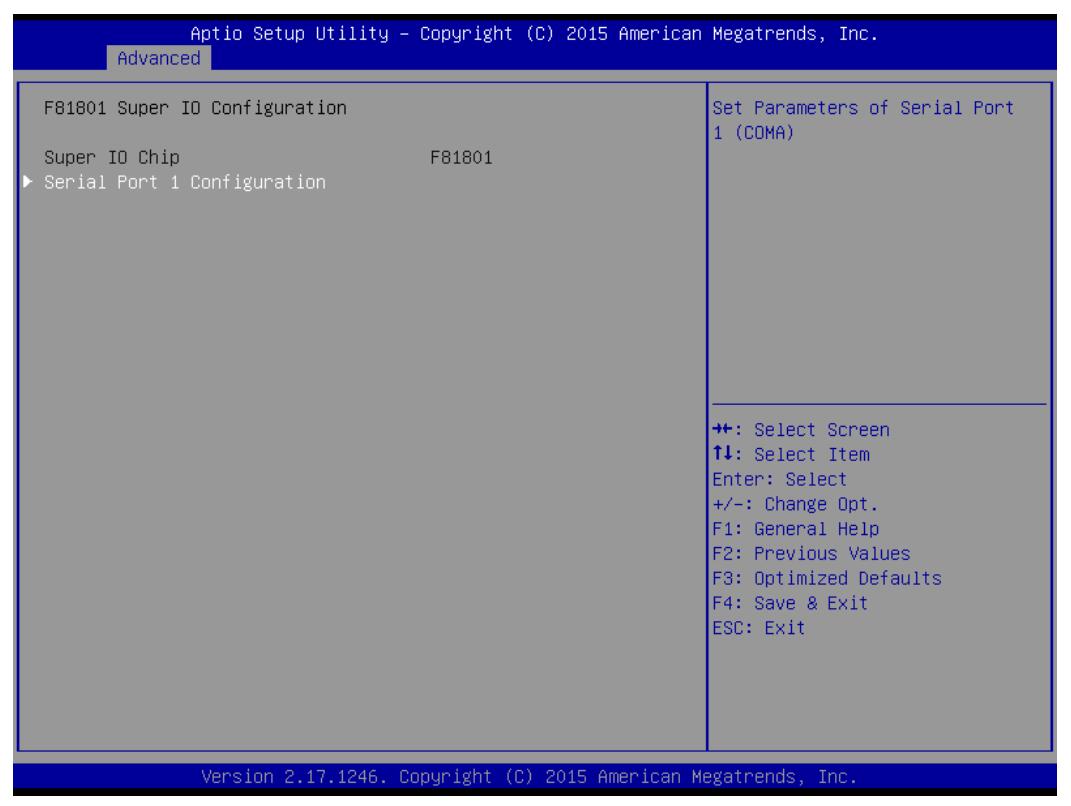 Aptio Setup Utility – Copyright (C) 2015 American Megatrends, Inc.
Advanced
F81801 Super IO Configuration
Super IO Chip F81801
▶ Serial Port 1 Configuration
Set Parameters of Serial Port
1 (COMA)
→←: Select Screen
↑↓: Select Item
Enter: Select
+/-: Change Opt.
F1: General Help
F2: Previous Values
F3: Optimized Defaults
F4: Save & Exit
ESC: Exit
Version 2.17.1246. Copyright (C) 2015 American Megatrends, Inc.